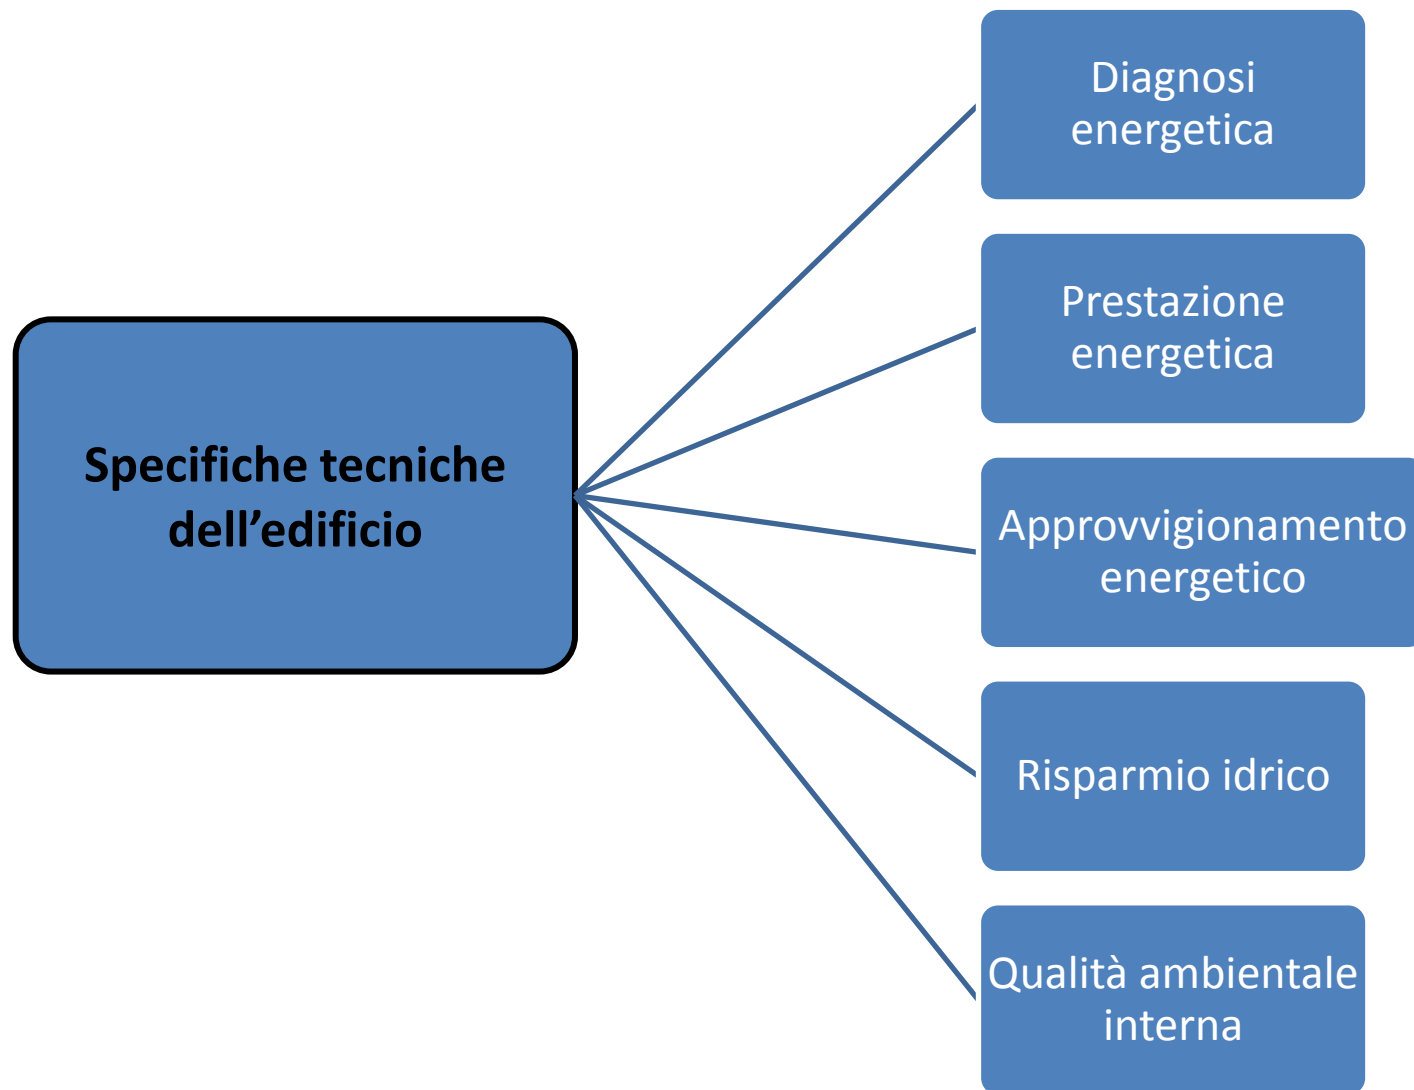 Specifiche tecniche
dell’edificio
Diagnosi
energetica
Prestazione
energetica
Approvvigionamento
energetico
Risparmio idrico
Qualità ambientale
interna